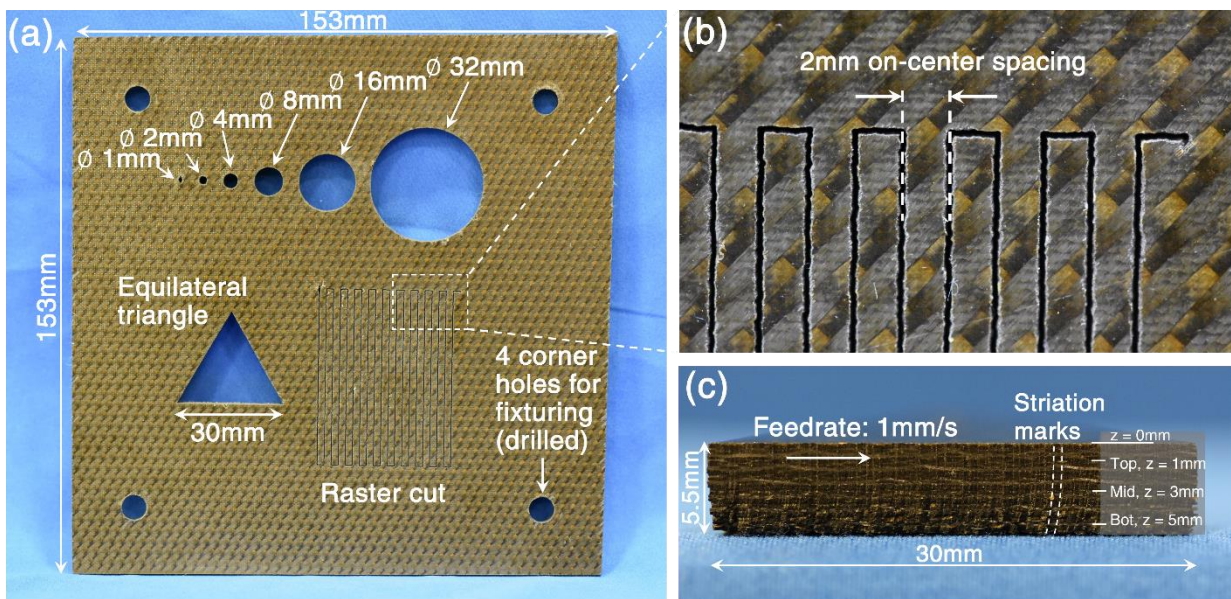 (a)
153mm
153mm
Ø 1mm
Ø 2mm
Ø 4mm
Ø 8mm
Ø 16mm
Ø 32mm
Equilateral
triangle
30mm
4 corner
holes for
fixturing
(drilled)
Raster cut
(b)
2mm on-center spacing
(c)
Feedrate: 1mm/s
Striation
marks
z = 0mm
Top, z = 1mm
Mid, z = 3mm
Bot, z = 5mm
5.5mm
30mm